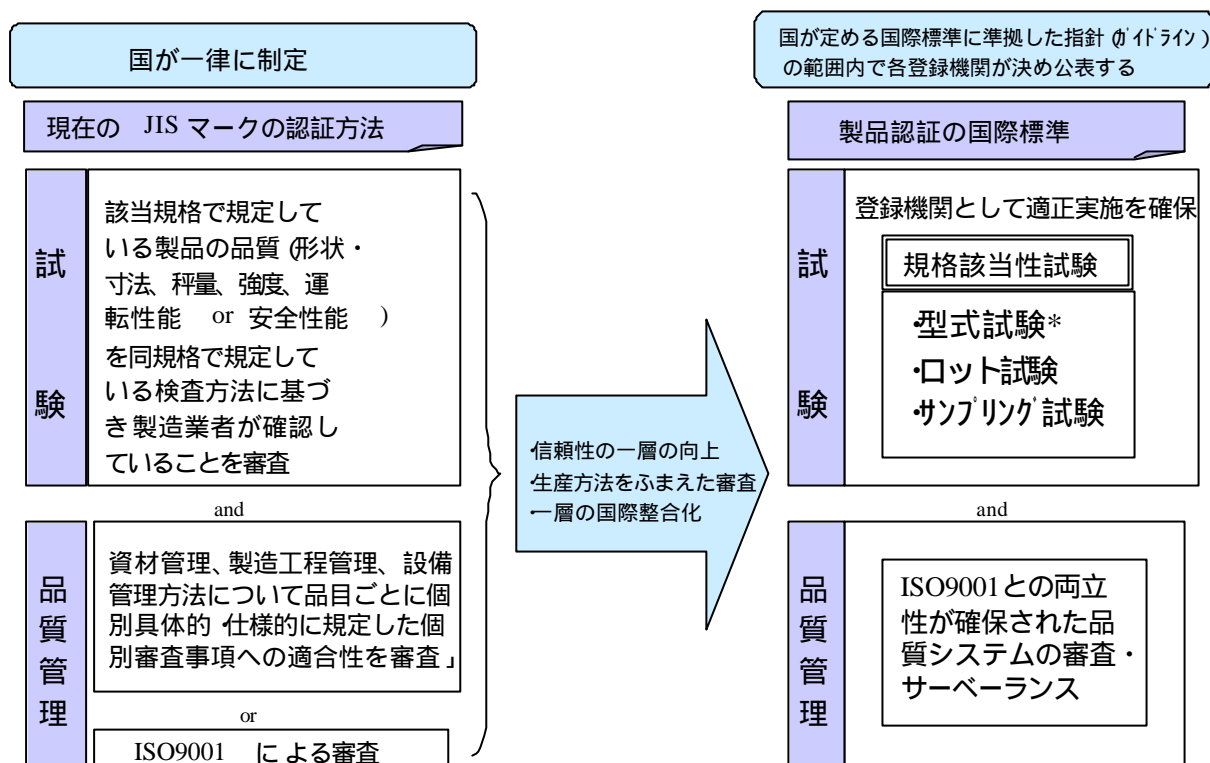 国が一律に制定
現在の JIS マークの認証方法
試験
該当規格で規定して
いる製品の品質(形状・
寸法、秤量、強度、運
転性能 or 安全性能 )
を同規格で規定して
いる検査方法に基づ
き製造業者が確認し
ていることを審査
and
品質管理
資材管理、製造工程管理、設備
管理方法について品目ごとに個
別具体的・仕様的に規定した個
別審査事項への適合性を審査」
or
ISO9001 による審査
・信頼性の一層の向上
・生産方法をふまえた審査
・一層の国際整合化
国が定める国際標準に準拠した指針(ガイドライン)
の範囲内で各登録機関が決め公表する
製品認証の国際標準
試験
登録機関として適正実施を確保
規格該当性試験
・型式試験*
・ロット試験
・サンプリング試験
and
品質管理
ISO9001との両立
性が確保された品
質システムの審査・
サーベーランス